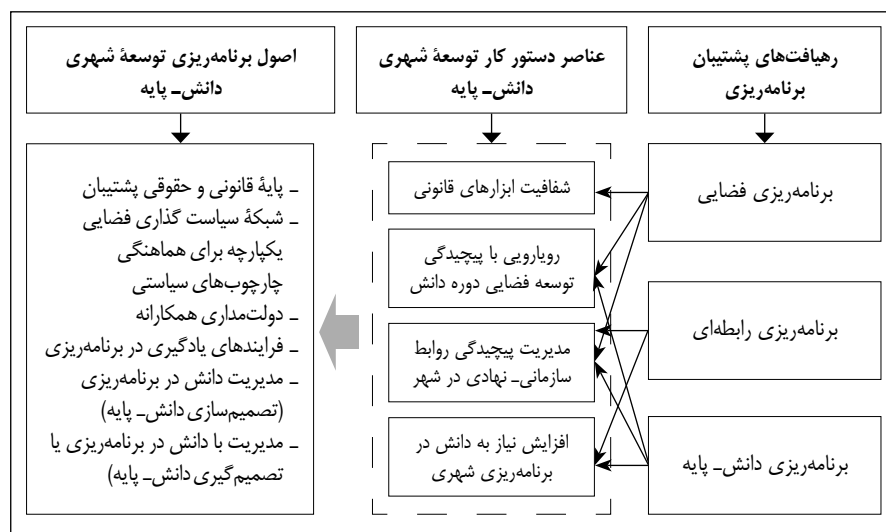 رهیافت‌های پشتیبان
برنامه‌ریزی
عناصر دستور کار توسعهٔ شهری
دانش‌ـ پایه
اصول برنامه‌ریزی توسعهٔ شهری
دانش‌ـ پایه
برنامه‌ریزی فضایی
برنامه‌ریزی رابطه‌ای
برنامه‌ریزی دانش‌ـ پایه
شفافیت ابزارهای قانونی
رویارویی با پیچیدگی
توسعه فضایی دوره دانش
مدیریت پیچیدگی روابط
سازمانی‌ـ نهادی در شهر
افزایش نیاز به دانش در
برنامه‌ریزی شهری
ـ پایهٔ قانونی و حقوقی پشتیبان
ـ شبکهٔ سیاست گذاری فضایی
یکپارچه برای هماهنگی
چارچوب‌های سیاستی
ـ دولت‌مداری همکارانه
ـ فرایندهای یادگیری در برنامه‌ریزی
ـ مدیریت دانش در برنامه‌ریزی
(تصمیم‌سازی دانش‌ـ پایه)
ـ مدیریت با دانش در برنامه‌ریزی یا
تصمیم‌گیری دانش‌ـ پایه)